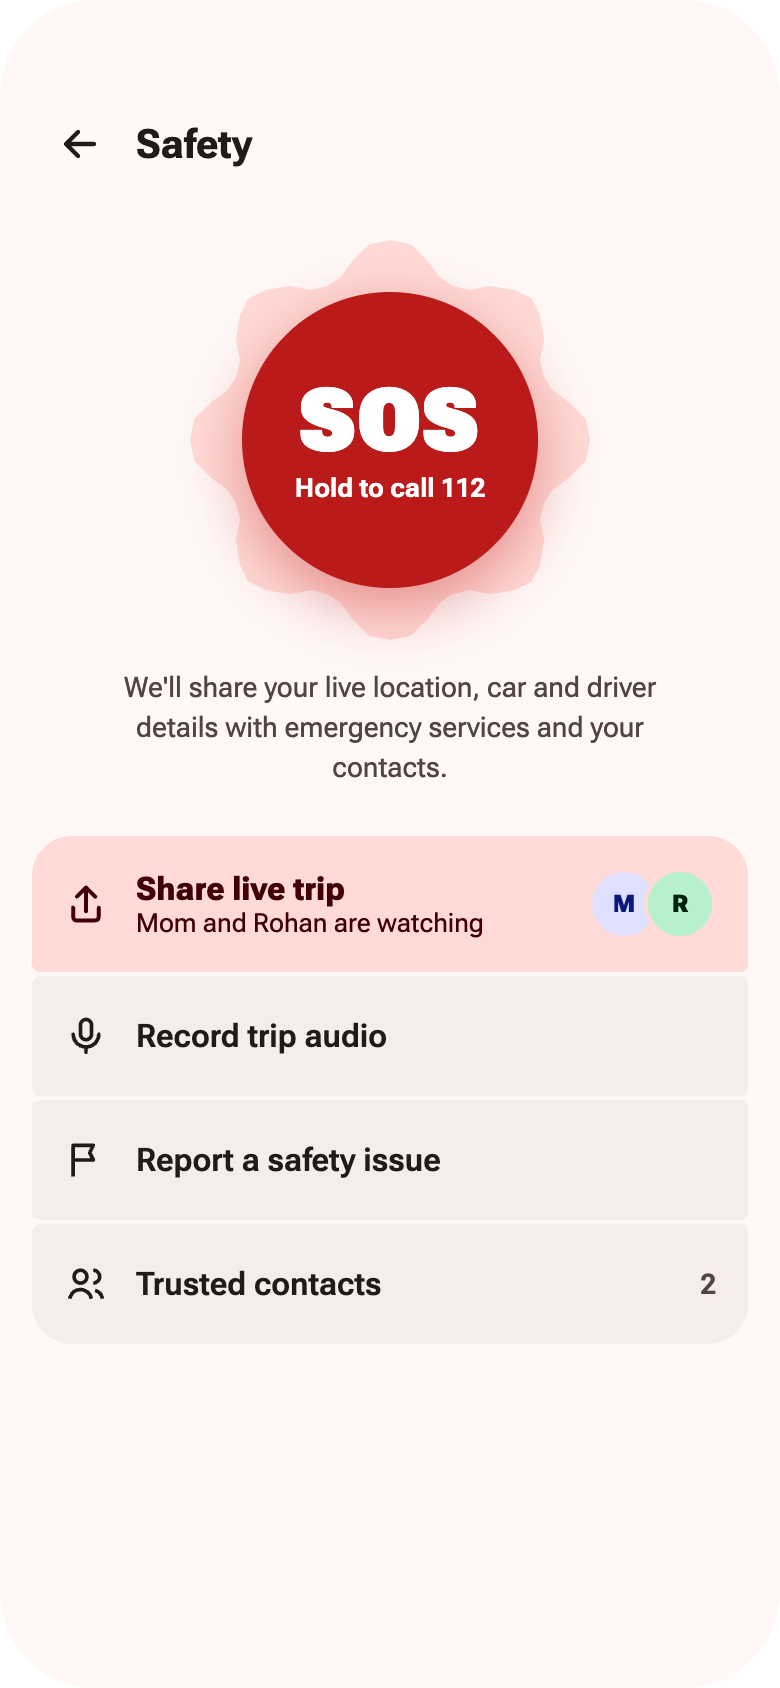 Safety
SOS
Hold to call 112
We'll share your live location, car and driver
details with emergency services and your
contacts.
Share live trip
Mom and Rohan are watching
M
R
Record trip audio
Report a safety issue
Trusted contacts
2